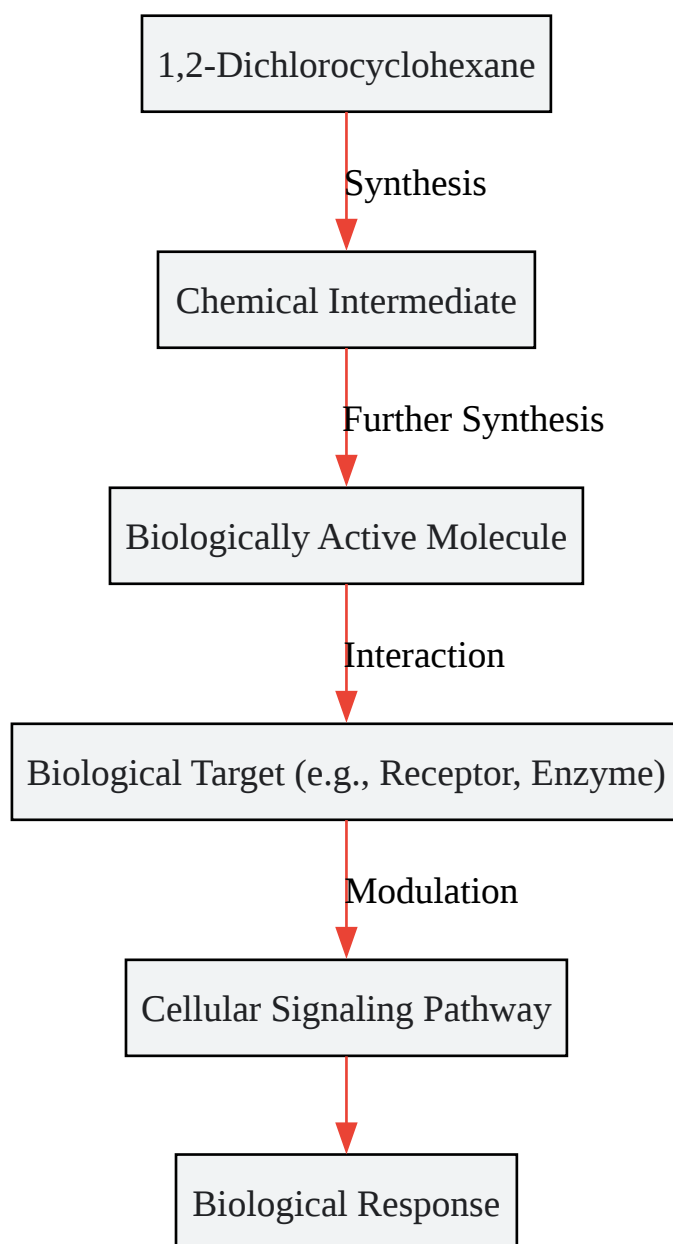 1,2-Dichlorocyclohexane
Synthesis
Chemical Intermediate
Further Synthesis
Biologically Active Molecule
Interaction
Biological Target (e.g., Receptor, Enzyme)
Modulation
Cellular Signaling Pathway
Biological Response